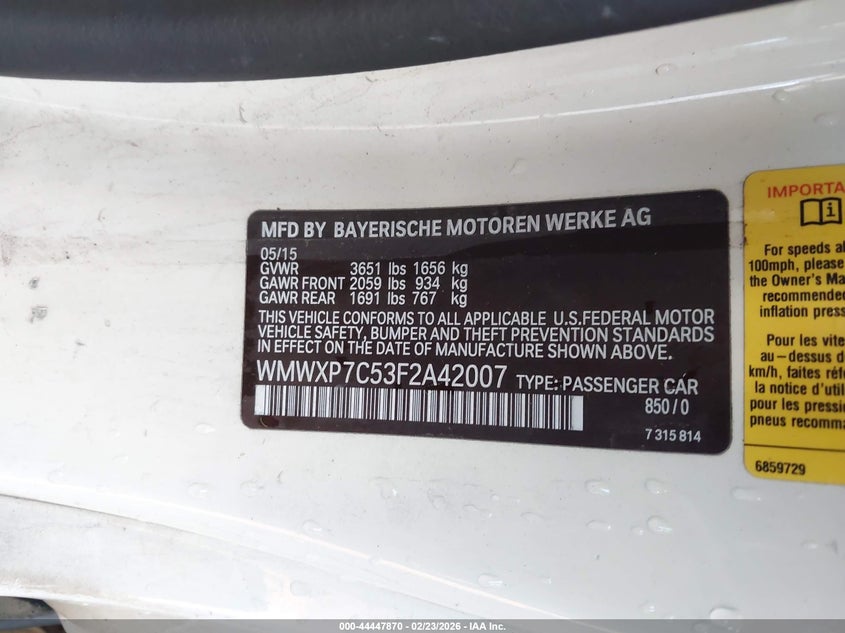 MFD BY BAYERISCHE MOTOREN WERKE AG
05/15
GVWR 3651 lbs 1656 kg
GAWR FRONT 2059 lbs 934 kg
GAWR REAR 1691 lbs 767 kg
THIS VEHICLE CONFORMS TO ALL APPLICABLE U.S.FEDERAL MOTOR
VEHICLE SAFETY, BUMPER AND THEFT PREVENTION STANDARDS
IN EFFECT ON THE DATE OF MANUFACTURE SHOWN ABOVE.
WMWXP7C53F2A42007 TYPE: PASSENGER CAR
850/0
7 315 814
IMPORTA
For speeds a
100mph, please
the Owner's Ma
recommended
inflation press
Pour les vite
au-dessus d
km/h, faites réfé
la notice d'util
pour les pressi
pneus recomma
6859729
000-44447870 - 02/23/2026 - IAA Inc.